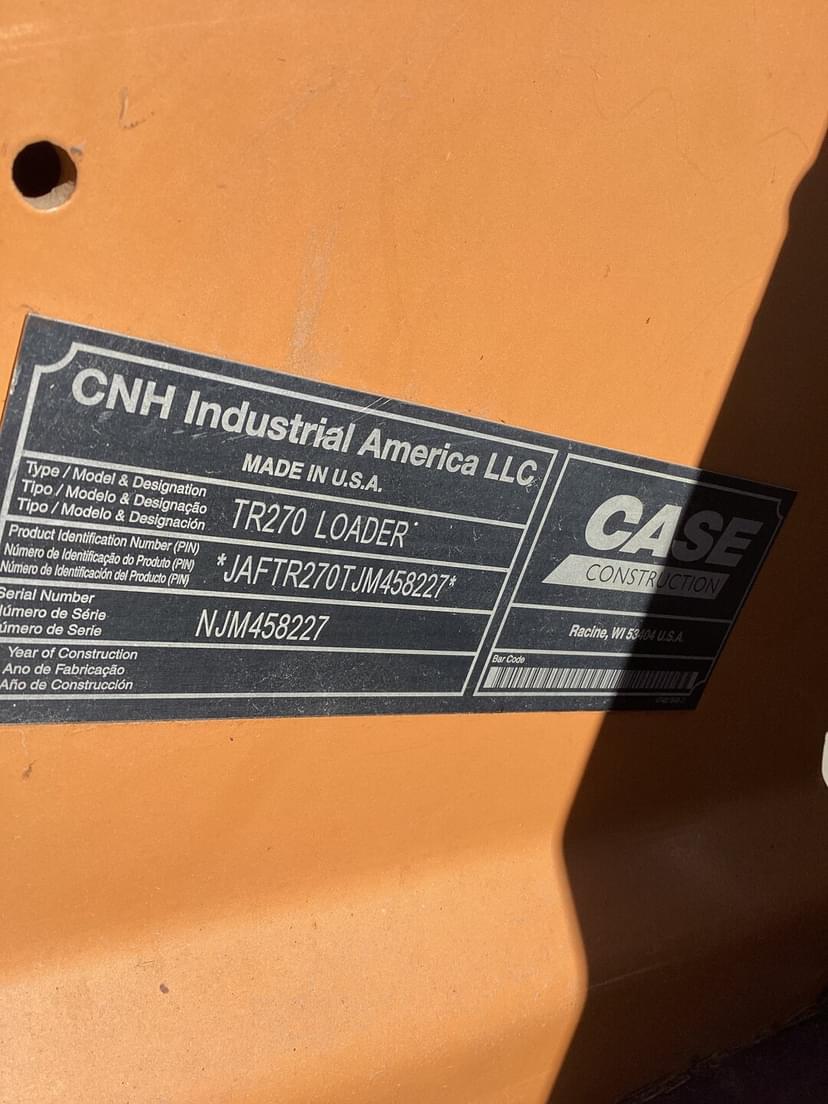 CNH Industrial America LLC
MADE IN U.S.A.
Type / Model & Designation
Tipo / Modelo & Designação
Tipo / Modelo & Designación
TR270 LOADER
Product Identification Number (PIN)
Número de Identificação do Produto (PIN)
Número de Identificación del Producto (PIN)
*JAFTR270TJM458227*
Serial Number
Número de Série
Número de Serie
NJM458227
Year of Construction
Ano de Fabricação
Año de Construcción
CASE
CONSTRUCTION
Racine, WI 53404 U.S.A.
Bar Code